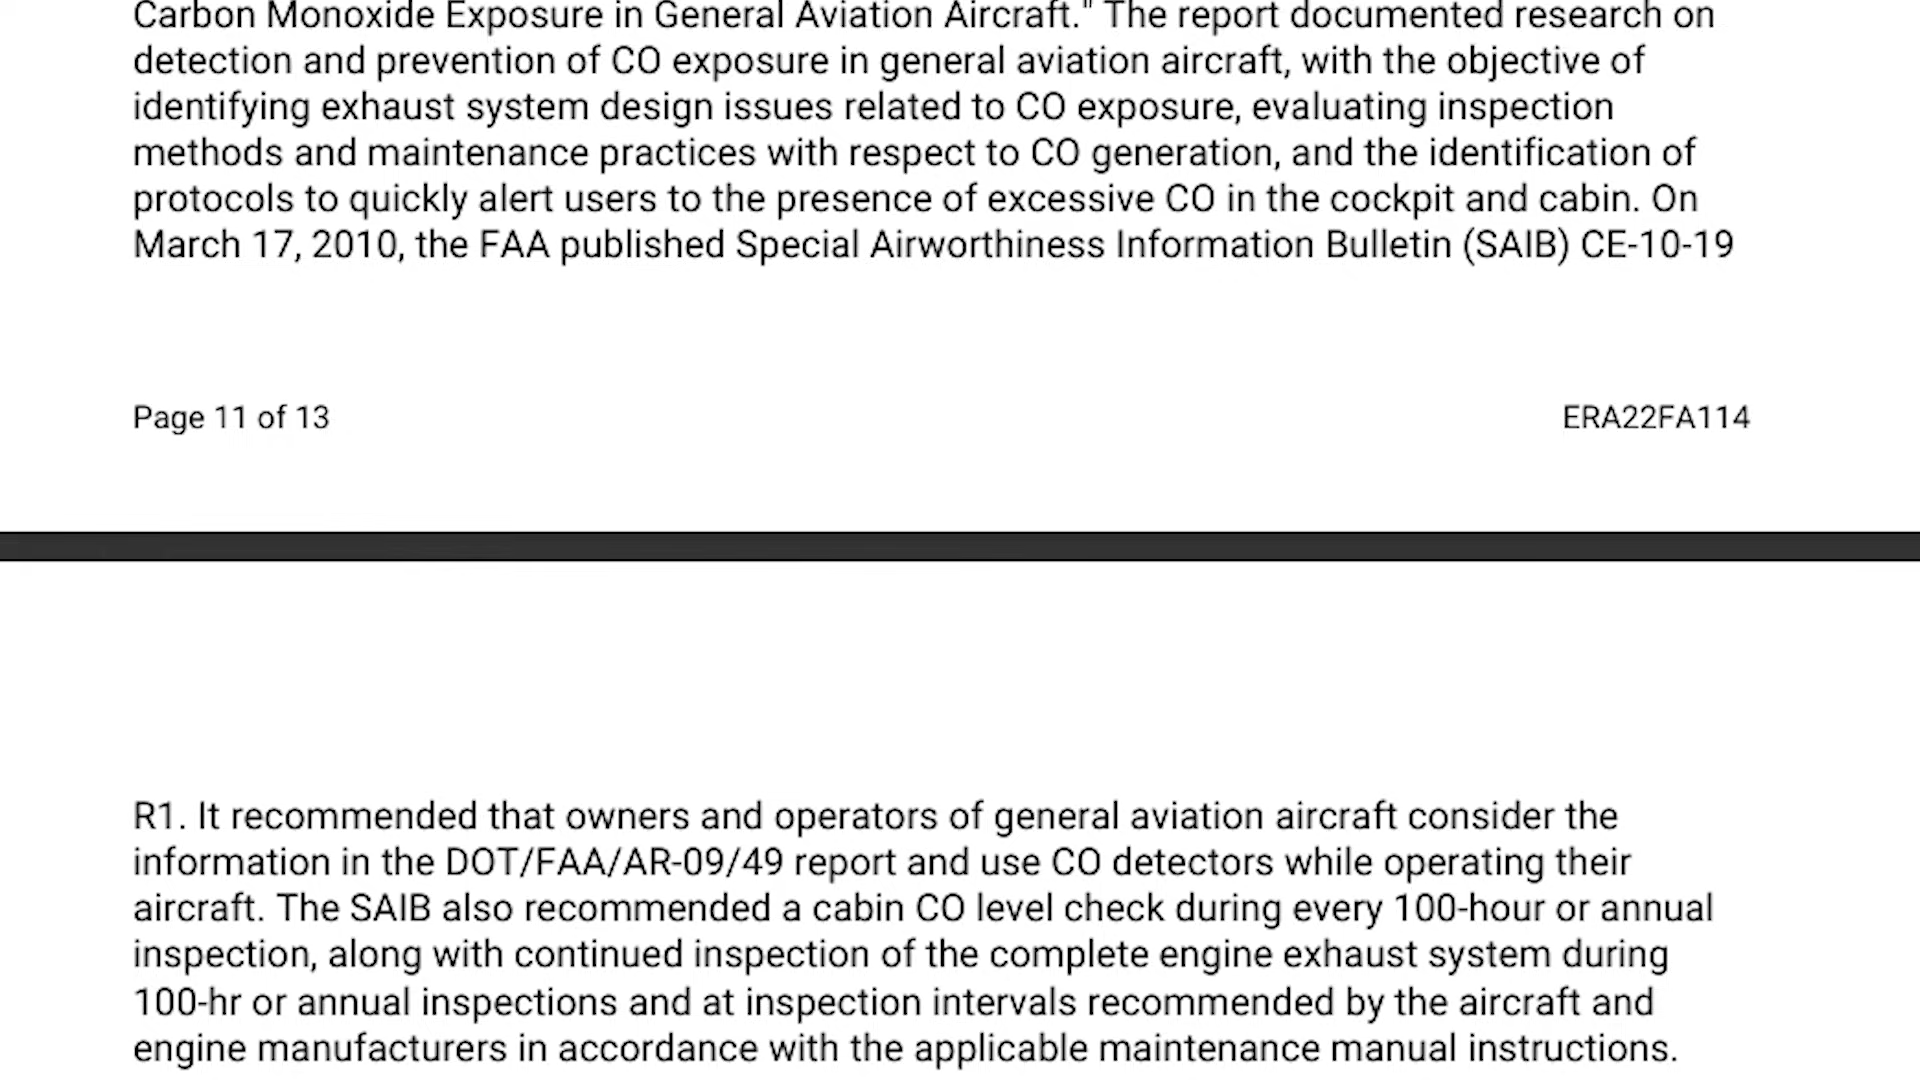 Carbon Monoxide Exposure in General Aviation Aircraft." The report documented research on
detection and prevention of CO exposure in general aviation aircraft, with the objective of
identifying exhaust system design issues related to CO exposure, evaluating inspection
methods and maintenance practices with respect to CO generation, and the identification of
protocols to quickly alert users to the presence of excessive CO in the cockpit and cabin. On
March 17, 2010, the FAA published Special Airworthiness Information Bulletin (SAIB) CE-10-19
Page 11 of 13 ERA22FA114
R1. It recommended that owners and operators of general aviation aircraft consider the
information in the DOT/FAA/AR-09/49 report and use CO detectors while operating their
aircraft. The SAIB also recommended a cabin CO level check during every 100-hour or annual
inspection, along with continued inspection of the complete engine exhaust system during
100-hr or annual inspections and at inspection intervals recommended by the aircraft and
engine manufacturers in accordance with the applicable maintenance manual instructions.